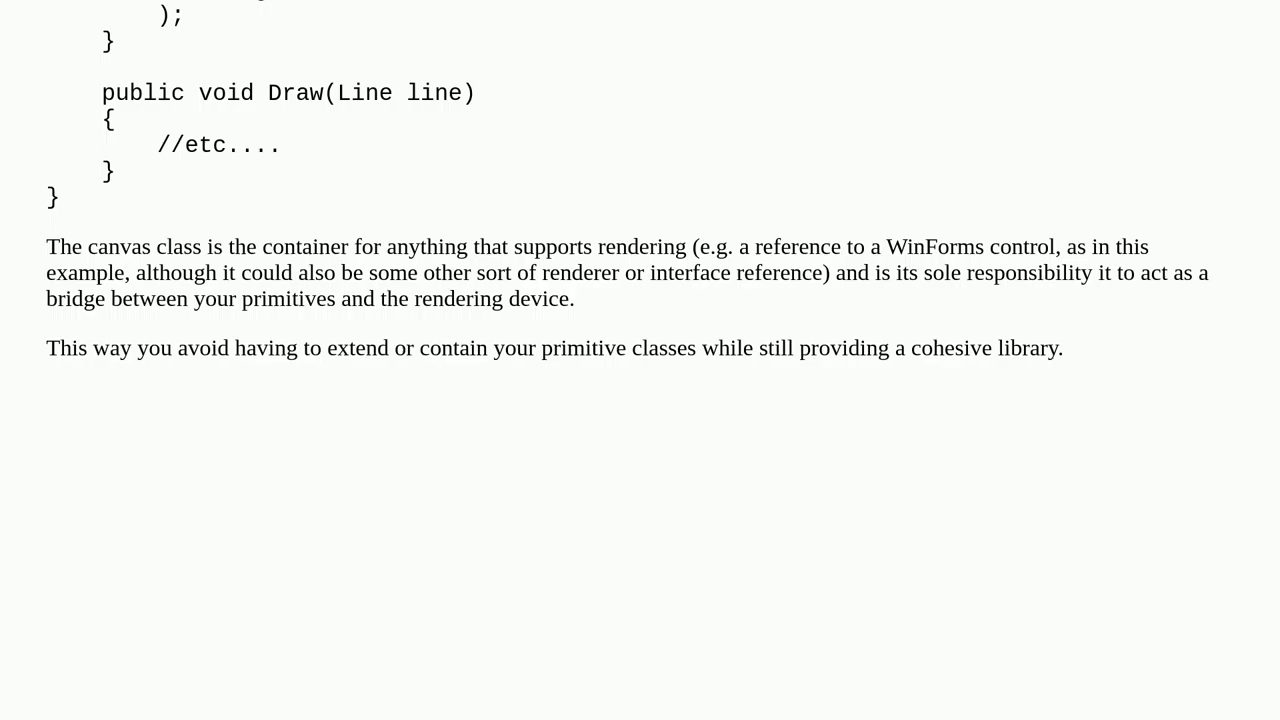 );
}
public void Draw(Line line)
{
//etc....
}
}
The canvas class is the container for anything that supports rendering (e.g. a reference to a WinForms control, as in this
example, although it could also be some other sort of renderer or interface reference) and is its sole responsibility it to act as a
bridge between your primitives and the rendering device.
This way you avoid having to extend or contain your primitive classes while still providing a cohesive library.